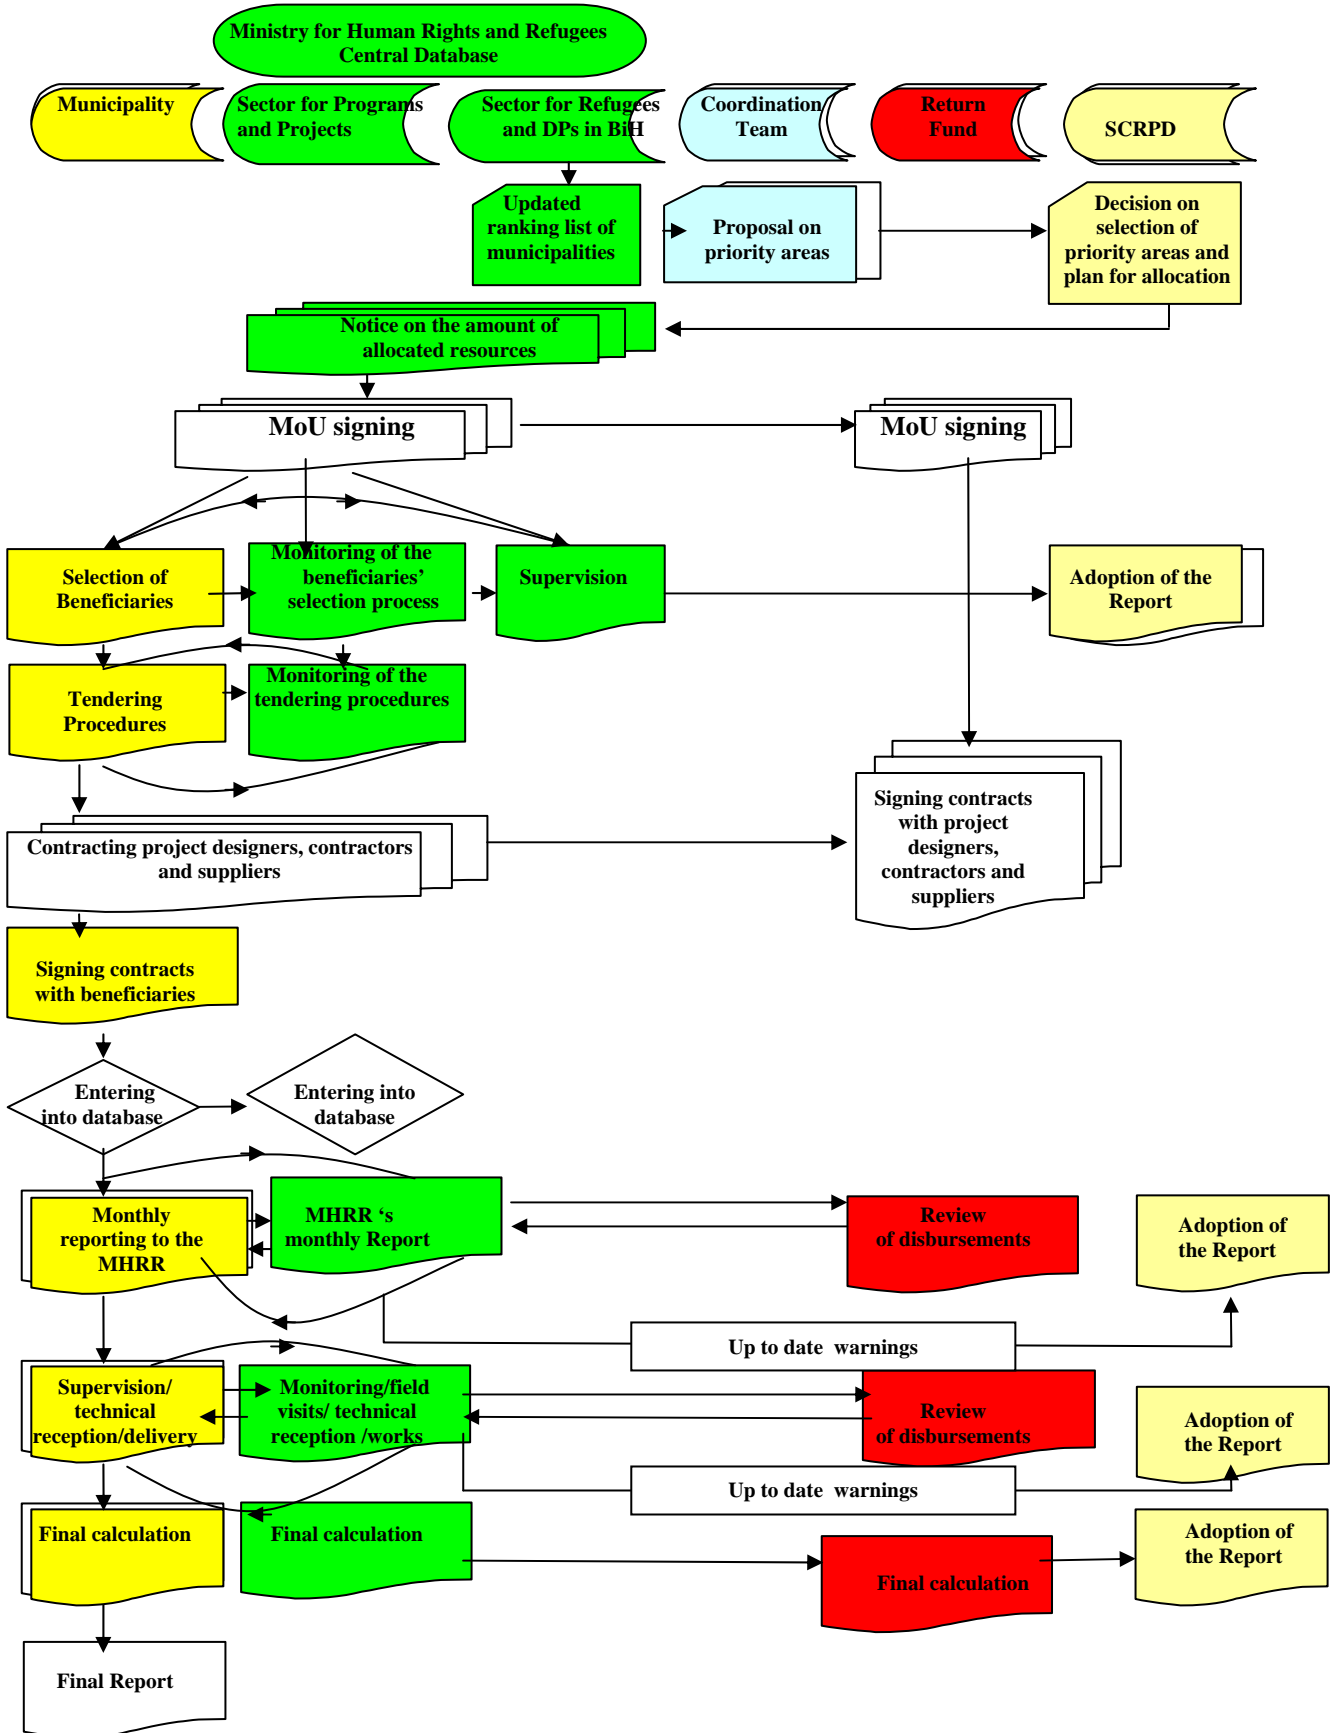 Ministry for Human Rights and Refugees
Central Database
Municipality
Sector for Programs
and Projects
Sector for Refugees
and DPs in BiH
Coordination
Team
Return
Fund
SCRPD
Updated
ranking list of
municipalities
Proposal on
priority areas
Decision on
selection of
priority areas and
plan for allocation
Notice on the amount of
allocated resources
MoU signing
MoU signing
Selection of
Beneficiaries
Monitoring of the
beneficiaries’
selection process
Supervision
Adoption of the
Report
Tendering
Procedures
Monitoring of the
tendering procedures
Contracting project designers, contractors
and suppliers
Signing contracts
with project
designers,
contractors and
suppliers
Signing contracts
with beneficiaries
Entering
into database
Entering into
database
Monthly
reporting to the
MHRR
MHRR ‘s
monthly Report
Review
of disbursements
Adoption of
the Report
Up to date warnings
Supervision/
technical
reception/delivery
Monitoring/field
visits/ technical
reception /works
Review
of disbursements
Adoption of
the Report
Up to date warnings
Final calculation
Final calculation
Final calculation
Adoption of
the Report
Final Report